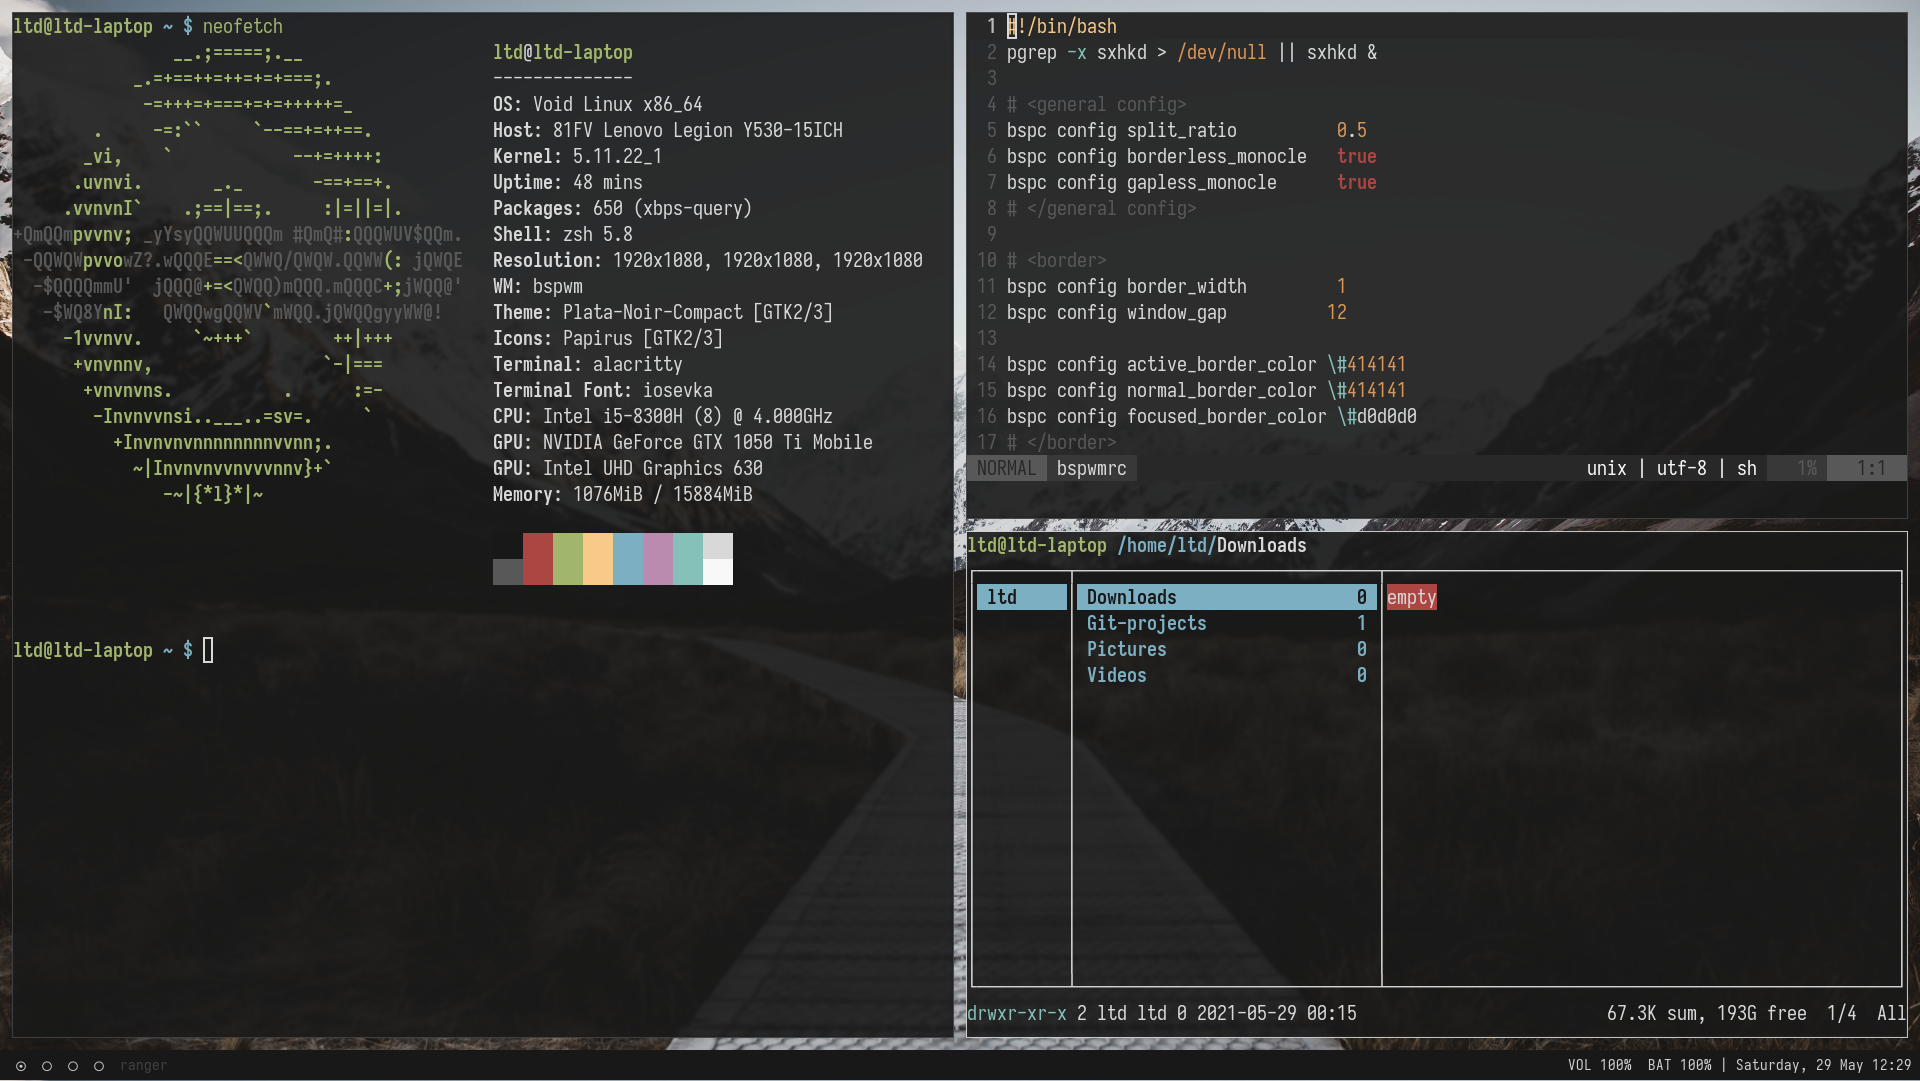 ltd@ltd-laptop ~ $ neofetch
              __.;=====;.__
          _.=+==++=++=+=+===;.
           -=+++=+===+=+=+++++=_
      .     -=:``     `--==+=++==.
     _vi,    `            --+=++++:
    .uvnvi.       _._       -==+==+.
   .vvnvnI`    .;==|==;.     :|=||=|.
+QmQQmpvvnv; _yYsyQQWUUQQQm #QmQ#:QQQWUV$QQm.
 -QQWQWpvvowZ?.wQQQE==<QWWQ/QWQW.QQWW(: jQWQE
  -$QQQQmmU'  jQQQ@+=<QWQQ)mQQQ.mQQQC+;jWQQ@'
   -$WQ8YnI:   QWQQwgQQWV`mWQQ.jQWQQgyyWW@!
     -1vvnvv.     `~+++`        ++|+++
      +vnvnnv,                 `-|===
       +vnvnvns.           .      :=-
        -Invnvvnsi..___..=sv=.     `
          +Invnvnvnnnnnnnnvvnn;.
            ~|Invnvnvvnvvvnnv}+`
               -~|{*l}*|~
ltd@ltd-laptop
--------------
OS: Void Linux x86_64
Host: 81FV Lenovo Legion Y530-15ICH
Kernel: 5.11.22_1
Uptime: 48 mins
Packages: 650 (xbps-query)
Shell: zsh 5.8
Resolution: 1920x1080, 1920x1080, 1920x1080
WM: bspwm
Theme: Plata-Noir-Compact [GTK2/3]
Icons: Papirus [GTK2/3]
Terminal: alacritty
Terminal Font: iosevka
CPU: Intel i5-8300H (8) @ 4.000GHz
GPU: NVIDIA GeForce GTX 1050 Ti Mobile
GPU: Intel UHD Graphics 630
Memory: 1076MiB / 15884MiB
ltd@ltd-laptop ~ $
1 #!/bin/bash
2 pgrep -x sxhkd > /dev/null || sxhkd &
3
4 # <general config>
5 bspc config split_ratio          0.5
6 bspc config borderless_monocle   true
7 bspc config gapless_monocle      true
8 # </general config>
9
10 # <border>
11 bspc config border_width         1
12 bspc config window_gap          12
13
14 bspc config active_border_color \#414141
15 bspc config normal_border_color \#414141
16 bspc config focused_border_color \#d0d0d0
17 # </border>
NORMAL bspwmrc unix | utf-8 | sh 1% 1:1
ltd@ltd-laptop /home/ltd/Downloads
ltd Downloads 0 empty
Git-projects 1
Pictures 0
Videos 0
drwxr-xr-x 2 ltd ltd 0 2021-05-29 00:15 67.3K sum, 193G free 1/4 All
ranger VOL 100% BAT 100% | Saturday, 29 May 12:29